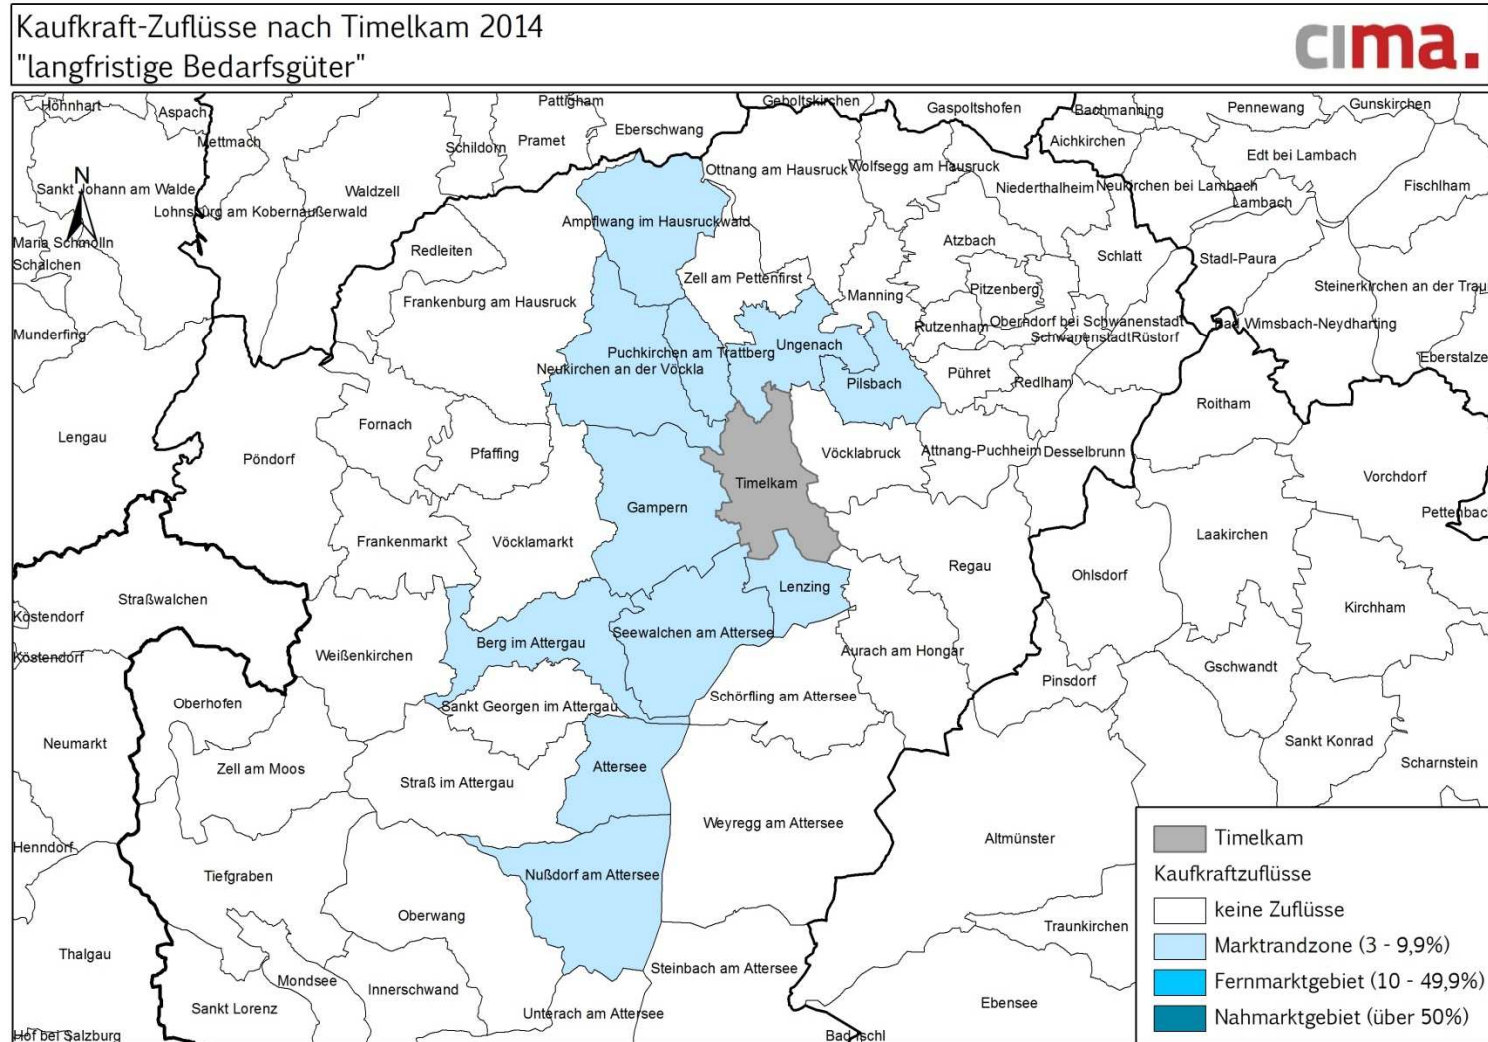 Kaufkraft-Zuflüsse nach Timelkam 2014
"langfristige Bedarfsgüter"
cima.
Höhnhart
Aspach
Pattigham
Geboltskirchen
Gaspoltshofen
Bachmanning
Pennewang
Gunskirchen
Mettmach
Schildorn
Pramet
Eberschwang
Aichkirchen
Edt bei Lambach
N
Sankt Johann am Walde
Waldzell
Ottnang am Hausruck
Wolfsegg am Hausruck
Niederthalheim
Neukirchen bei Lambach
Fischlham
Lambach
Lohnsburg am Kobernaußerwald
Ampflwang im Hausruckwald
Maria Schmolln
Redleiten
Atzbach
Schlatt
Stadl-Paura
Schalchen
Zell am Pettenfirst
Frankenburg am Hausruck
Manning
Pitzenberg
Steinerkirchen an der Trau
Munderfing
Rutzenham
Oberndorf bei Schwanenstadt
Bad Wimsbach-Neydharting
Schwanenstadt
Rüstorf
Puchkirchen am Trattberg
Ungenach
Eberstalze
Neukirchen an der Vöckla
Pilsbach
Pühret
Redlham
Roitham
Lengau
Fornach
Pöndorf
Pfaffing
Vöcklabruck
Attnang-Puchheim
Desselbrunn
Vorchdorf
Timelkam
Gampern
Pettenbac
Frankenmarkt
Vöcklamarkt
Laakirchen
Regau
Ohlsdorf
Straßwalchen
Lenzing
Kirchham
Köstendorf
Seewalchen am Attersee
Berg im Attergau
Köstendorf
Weißenkirchen
Aurach am Hongar
Gschwandt
Pinsdorf
Oberhofen
Sankt Georgen im Attergau
Schörfling am Attersee
Neumarkt
Sankt Konrad
Zell am Moos
Straß im Attergau
Attersee
Scharnstein
Weyregg am Attersee
Altmünster
Henndorf
Tiefgraben
Nußdorf am Attersee
Oberwang
Traunkirchen
Thalgau
Mondsee
Innerschwand
Steinbach am Attersee
Sankt Lorenz
Unterach am Attersee
Ebensee
Hof bei Salzburg
Bad Ischl
Timelkam
Kaufkraftzuflüsse
keine Zuflüsse
Marktrandzone (3 - 9,9%)
Fernmarktgebiet (10 - 49,9%)
Nahmarktgebiet (über 50%)